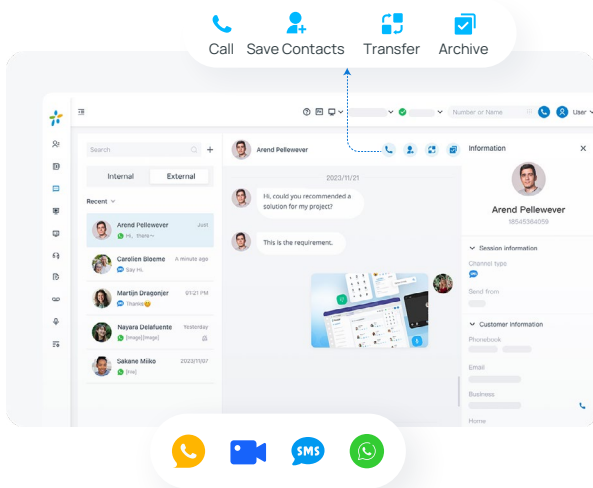 Call Save Contacts Transfer Archive
Number or Name
User
Search
Internal External
Recent
Arend Pellewever Just
Hi, there~
Carolien Bloeme A minute ago
Say Hi.
Martijn Dragonjer 01:21 PM
Thanks
Nayara Delafuente Yesterday
[image][image]
Sakane Miiko 2023/11/07
[File]
Arend Pellewever
2023/11/21
Hi, could you recommended a
solution for my project?
This is the requirement.
Information
Arend Pellewever
18545364056
Session information
Channel type
Send from
Customer information
Phonebook
Email
Business
Home
SMS